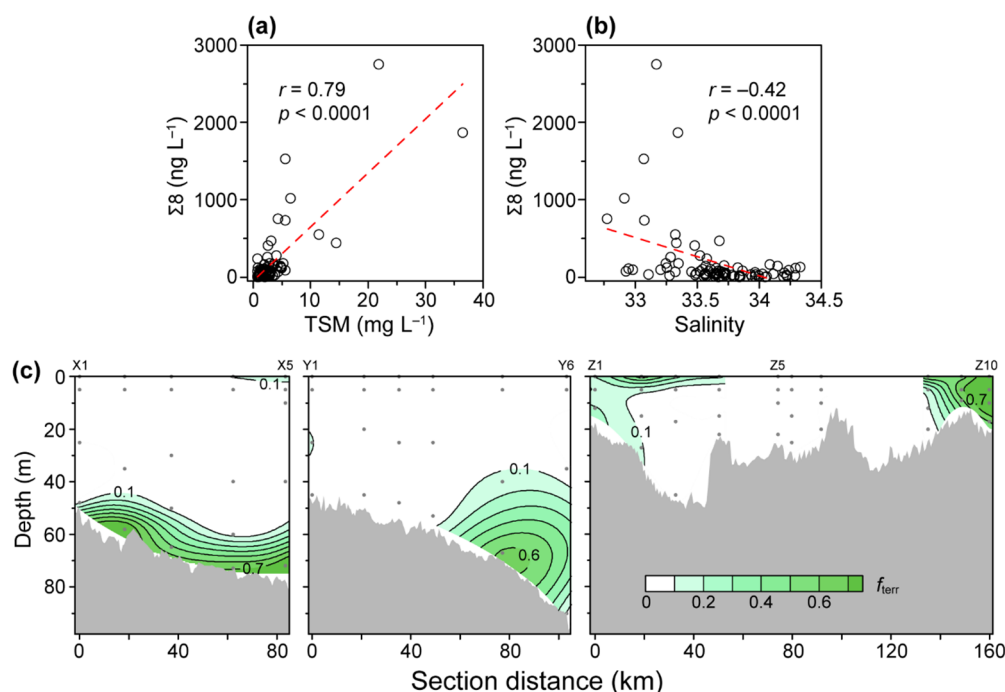 (a)
(b)
3000
2000
1000
0
Σ8 (ng L⁻¹)
r = 0.79
p < 0.0001
0 10 20 30 40
TSM (mg L⁻¹)
3000
2000
1000
0
Σ8 (ng L⁻¹)
r = –0.42
p < 0.0001
33 33.5 34 34.5
Salinity
(c)
X1 X5 Y1 Y6 Z1 Z5 Z10
0
20
40
60
80
Depth (m)
0.1
0.1
0.7
0.1
0.6
0.1
0.7
0 0.2 0.4 0.6
fterr
0 40 80 0 40 80 0 40 80 120 160
Section distance (km)